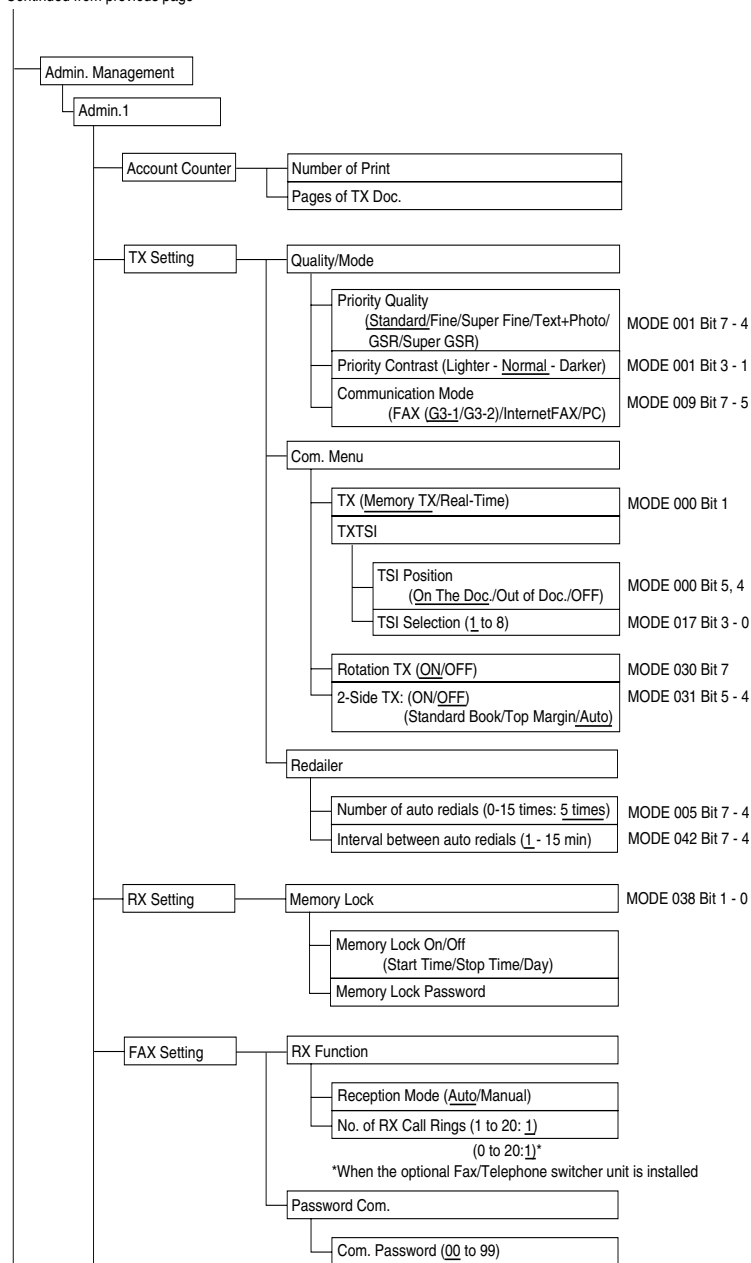 Continued from previous page
Admin. Management
Admin.1
Account Counter
Number of Print
Pages of TX Doc.
TX Setting
Quality/Mode
Priority Quality
(Standard/Fine/Super Fine/Text+Photo/
GSR/Super GSR)
MODE 001 Bit 7 - 4
Priority Contrast (Lighter - Normal - Darker)
MODE 001 Bit 3 - 1
Communication Mode
(FAX (G3-1/G3-2)/InternetFAX/PC)
MODE 009 Bit 7 - 5
Com. Menu
TX (Memory TX/Real-Time)
MODE 000 Bit 1
TXTSI
TSI Position
(On The Doc./Out of Doc./OFF)
MODE 000 Bit 5, 4
TSI Selection (1 to 8)
MODE 017 Bit 3 - 0
Rotation TX (ON/OFF)
MODE 030 Bit 7
2-Side TX: (ON/OFF)
(Standard Book/Top Margin/Auto)
MODE 031 Bit 5 - 4
Redailer
Number of auto redials (0-15 times: 5 times)
MODE 005 Bit 7 - 4
Interval between auto redials (1 - 15 min)
MODE 042 Bit 7 - 4
RX Setting
Memory Lock
MODE 038 Bit 1 - 0
Memory Lock On/Off
(Start Time/Stop Time/Day)
Memory Lock Password
FAX Setting
RX Function
Reception Mode (Auto/Manual)
No. of RX Call Rings (1 to 20: 1)
(0 to 20:1)*
*When the optional Fax/Telephone switcher unit is installed
Password Com.
Com. Password (00 to 99)